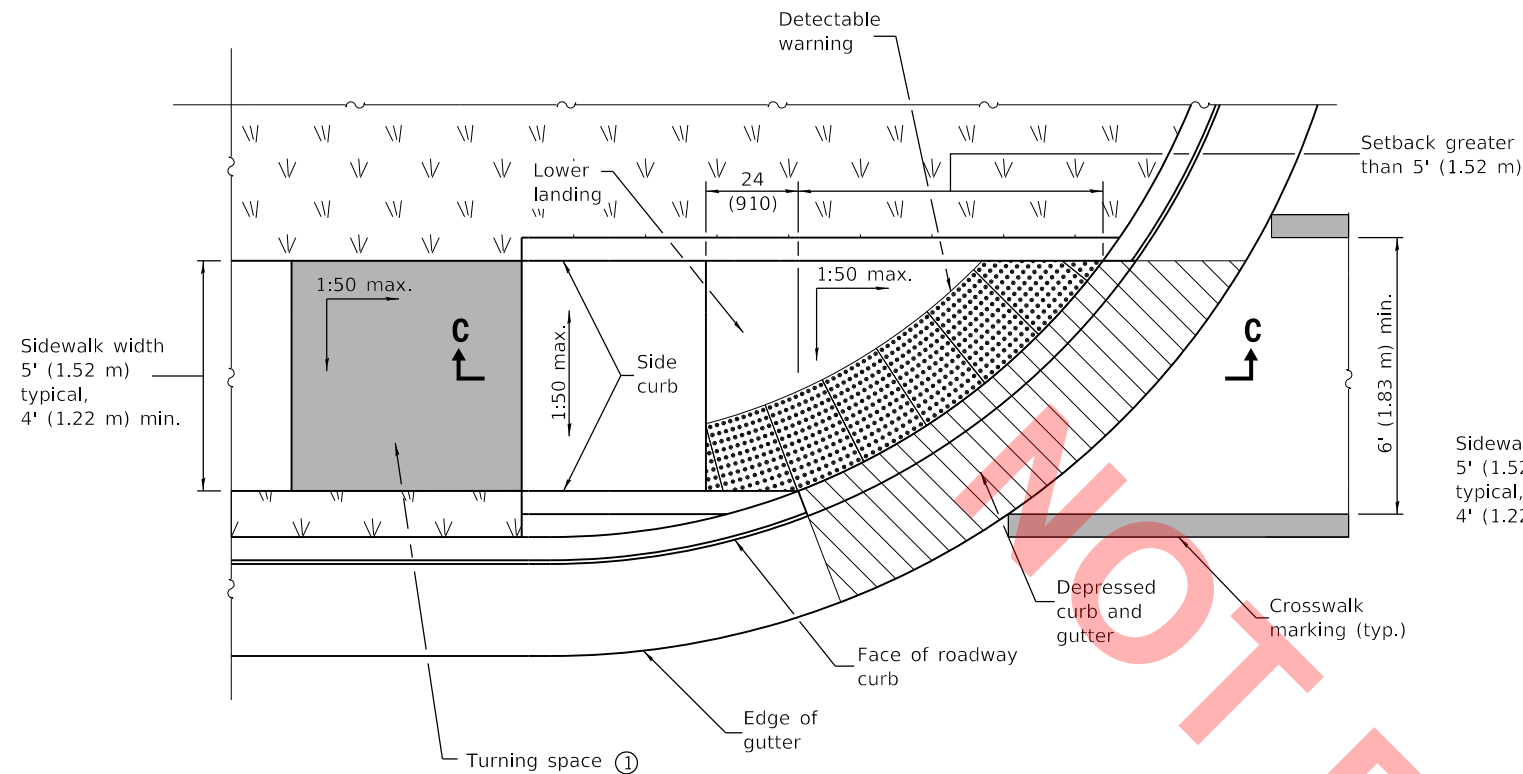 Detectable
warning
Setback greater
than 5' (1.52 m)
Lower
landing
24
(910)
1:50 max.
1:50 max.
1:50 max.
C
C
Side
curb
Sidewalk width
5' (1.52 m)
typical,
4' (1.22 m) min.
6' (1.83 m) min.
5' (1.52
typical,
4' (1.22
NOT
Depressed
curb and
gutter
Crosswalk
marking (typ.)
Face of roadway
curb
Edge of
gutter
Turning space ①